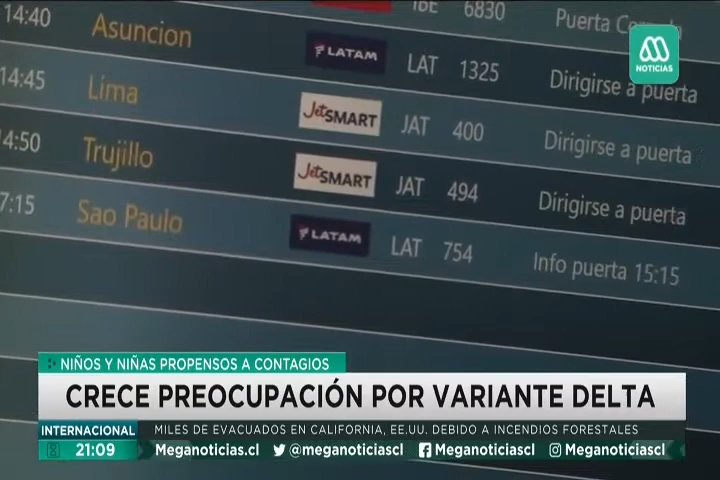 IBE 6830 Puerta
14:40 Asuncion LATAM LAT 1325 Dirigirse a puerta
14:45 Lima JetSMART JAT 400 Dirigirse a puerta
14:50 Trujillo JetSMART JAT 494 Dirigirse a puerta
7:15 Sao Paulo LATAM LAT 754 Info puerta 15:15
NOTICIAS
NIÑOS Y NIÑAS PROPENSOS A CONTAGIOS
CRECE PREOCUPACIÓN POR VARIANTE DELTA
INTERNACIONAL MILES DE EVACUADOS EN CALIFORNIA, EE.UU. DEBIDO A INCENDIOS FORESTALES
21:09 Meganoticias.cl @meganoticiascl Meganoticiascl Meganoticiascl